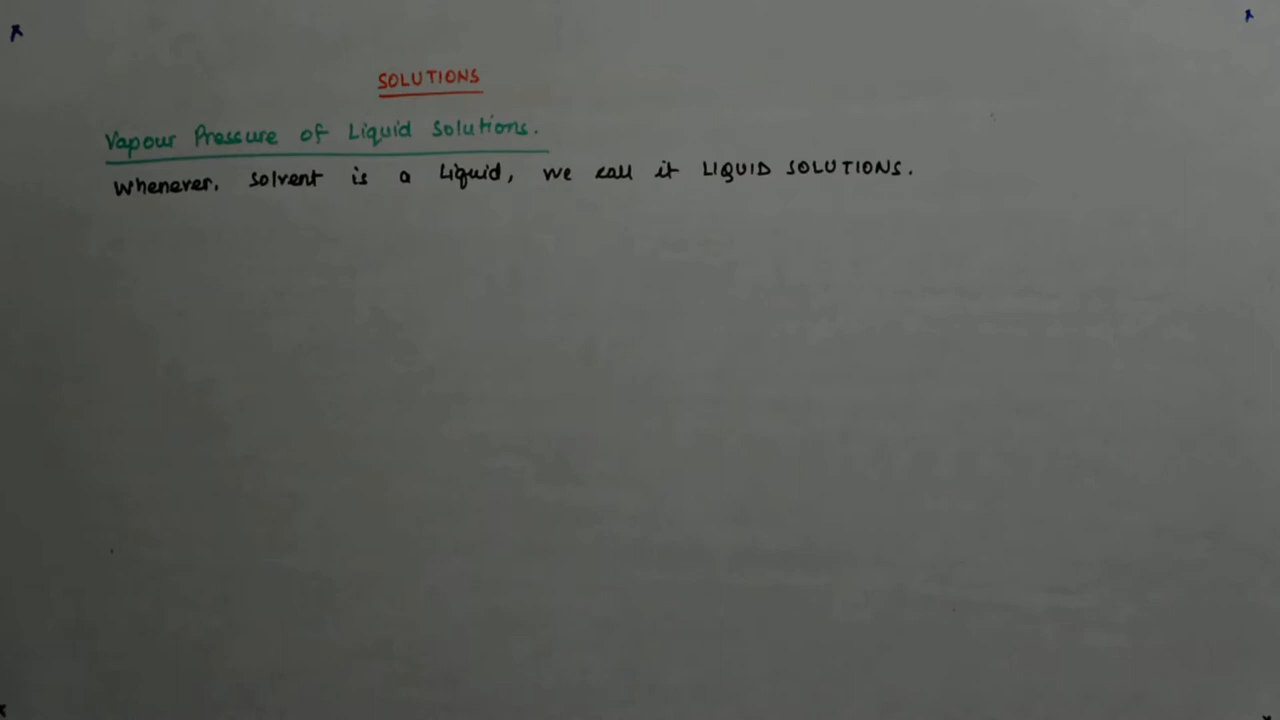 SOLUTIONS
Vapour Pressure of Liquid Solutions.
Whenever, solvent is a liquid, we call it LIQUID SOLUTIONS.